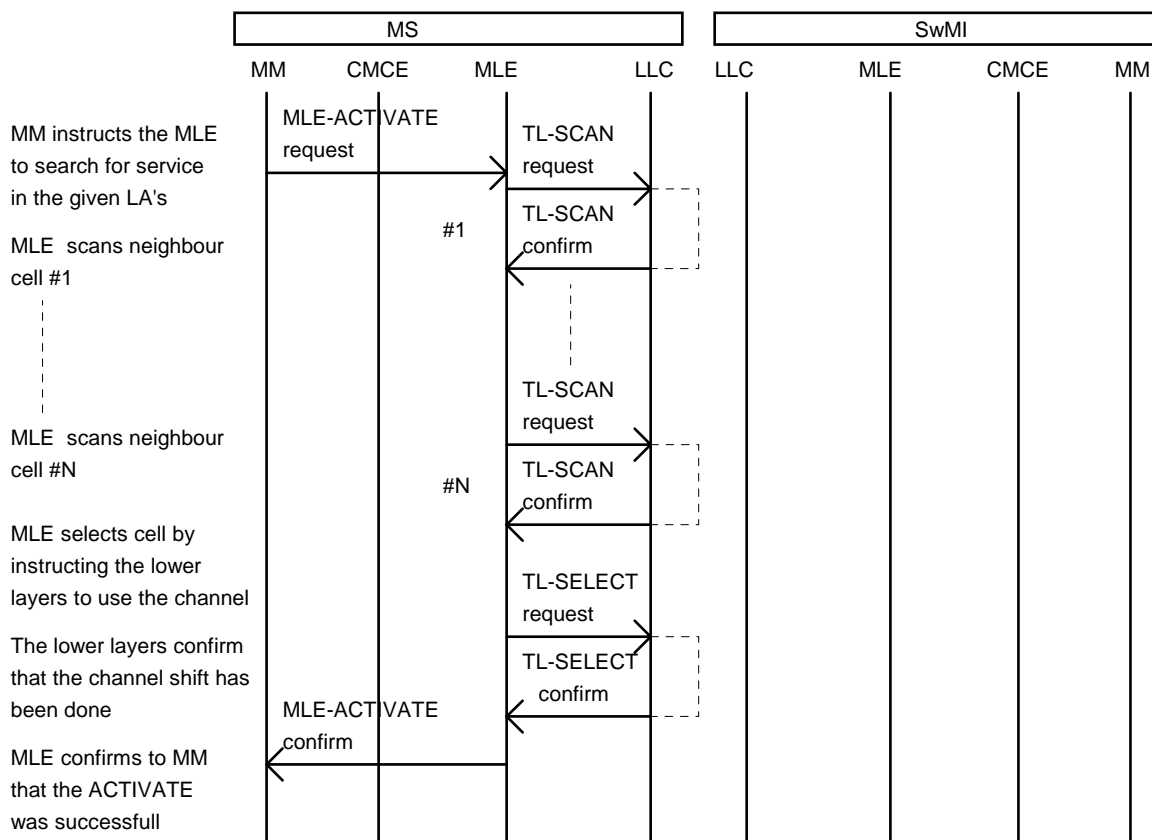 MS
SwMI
MM
CMCE
MLE
LLC
LLC
MLE
CMCE
MM
MM instructs the MLE
to search for service
in the given LA's
MLE-ACTIVATE
request
TL-SCAN
request
#1
TL-SCAN
confirm
MLE scans neighbour
cell #1
TL-SCAN
request
MLE scans neighbour
cell #N
#N
TL-SCAN
confirm
MLE selects cell by
instructing the lower
layers to use the channel
TL-SELECT
request
The lower layers confirm
that the channel shift has
been done
TL-SELECT
confirm
MLE-ACTIVATE
confirm
MLE confirms to MM
that the ACTIVATE
was successfull